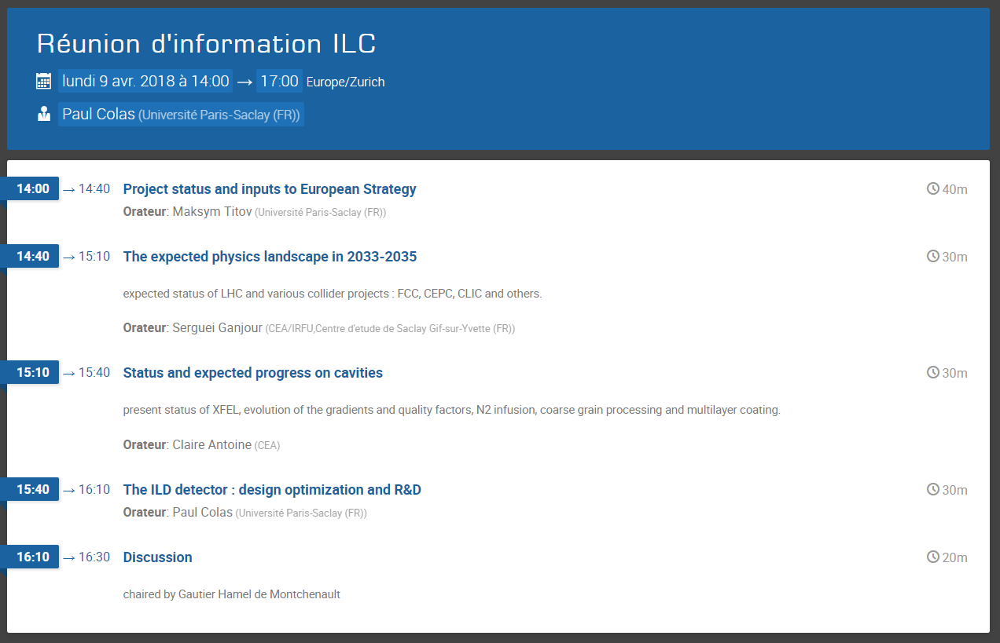 Réunion d'information ILC
lundi 9 avr. 2018 à 14:00 → 17:00 Europe/Zurich
Paul Colas (Université Paris-Saclay (FR))
14:00 → 14:40 Project status and inputs to European Strategy 40m
Orateur: Maksym Titov (Université Paris-Saclay (FR))
14:40 → 15:10 The expected physics landscape in 2033-2035 30m
expected status of LHC and various collider projects : FCC, CEPC, CLIC and others.
Orateur: Serguei Ganjour (CEA/IRFU,Centre d'etude de Saclay Gif-sur-Yvette (FR))
15:10 → 15:40 Status and expected progress on cavities 30m
present status of XFEL, evolution of the gradients and quality factors, N2 infusion, coarse grain processing and multilayer coating.
Orateur: Claire Antoine (CEA)
15:40 → 16:10 The ILD detector : design optimization and R&D 30m
Orateur: Paul Colas (Université Paris-Saclay (FR))
16:10 → 16:30 Discussion 20m
chaired by Gautier Hamel de Montchenault